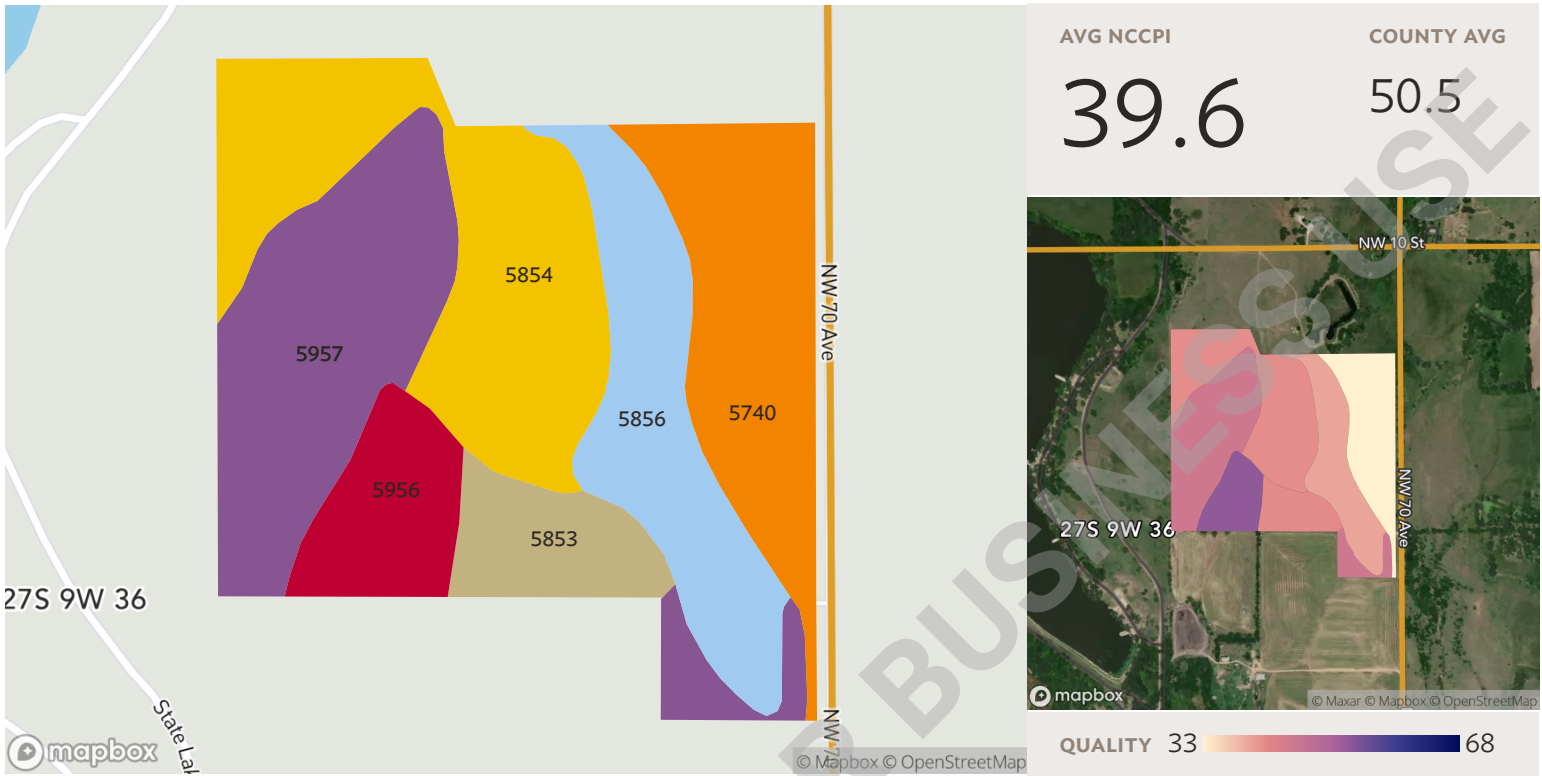 AVG NCCPI
39.6
COUNTY AVG
50.5
5854
5957
5856
5740
5956
5853
NW 70 Ave
27S 9W 36
State Lak
NW 7
mapbox
© Mapbox © OpenStreetMap
NW 10 St
NW 70 Ave
27S 9W 36
mapbox
© Maxar © Mapbox © OpenStreetMap
QUALITY 33 68
R BUSINESS USE